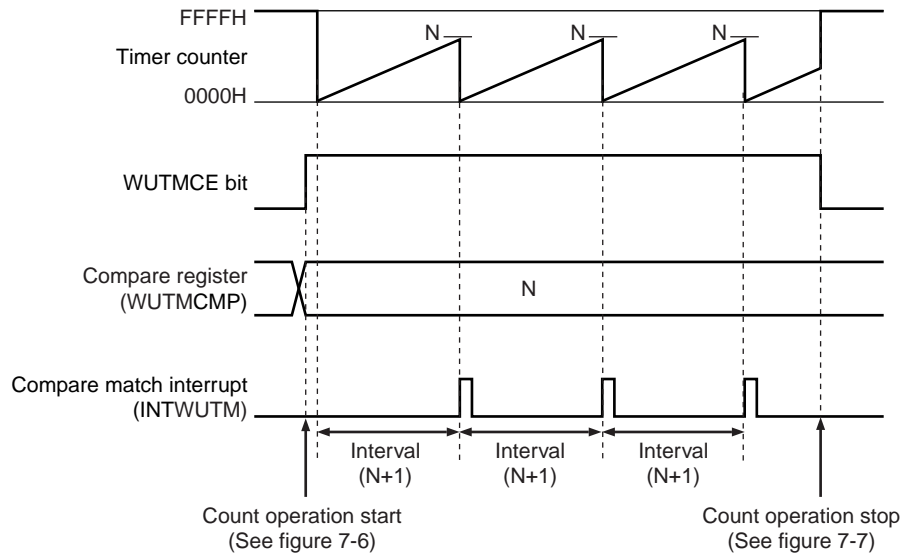 FFFFH
N
N
N
Timer counter
0000H
WUTMCE bit
Compare register
(WUTMCMP)
N
Compare match interrupt
(INTWUTM)
Interval
(N+1)
Interval
(N+1)
Interval
(N+1)
Count operation start
(See figure 7-6)
Count operation stop
(See figure 7-7)